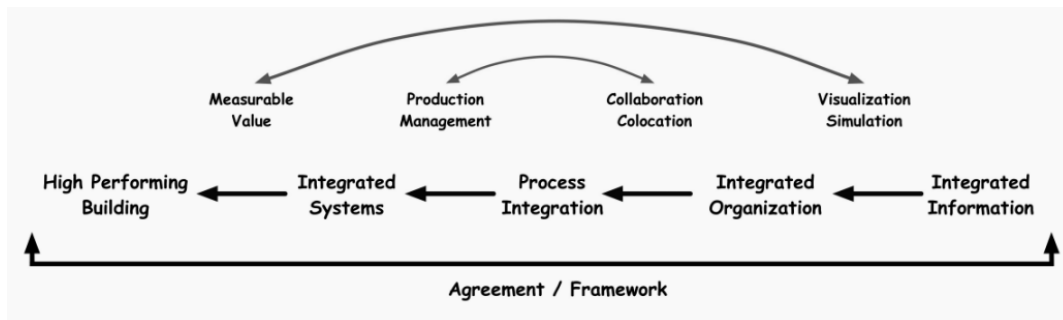 Measurable
Value
Production
Management
Collaboration
Colocation
Visualization
Simulation
High Performing
Building
Integrated
Systems
Process
Integration
Integrated
Organization
Integrated
Information
Agreement / Framework